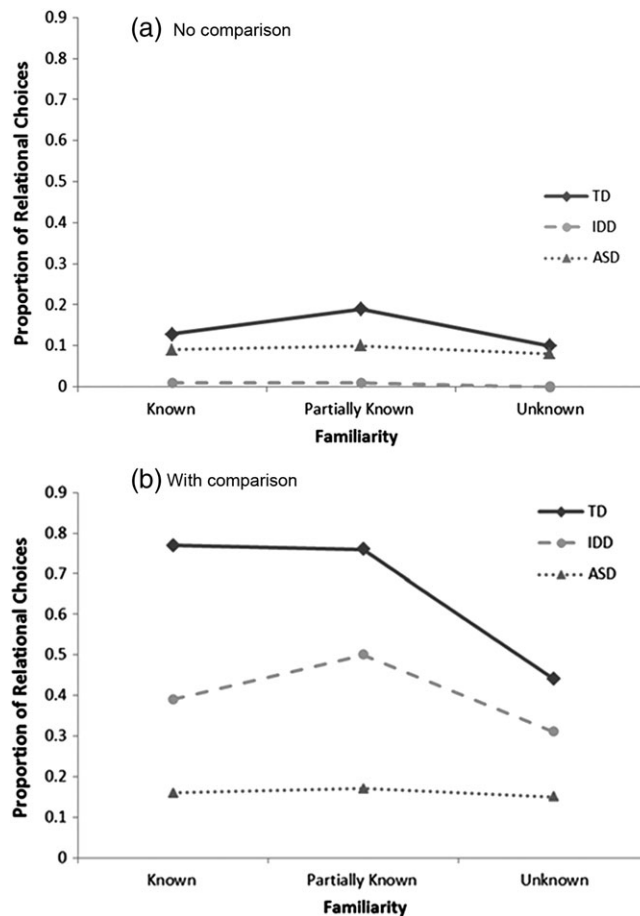 (a) No comparison
Proportion of Relational Choices
0.9
0.8
0.7
0.6
0.5
0.4
0.3
0.2
0.1
0
TD
IDD
ASD
Known
Partially Known
Unknown
Familiarity
(b) With comparison
Proportion of Relational Choices
0.9
0.8
0.7
0.6
0.5
0.4
0.3
0.2
0.1
0
TD
IDD
ASD
Known
Partially Known
Unknown
Familiarity